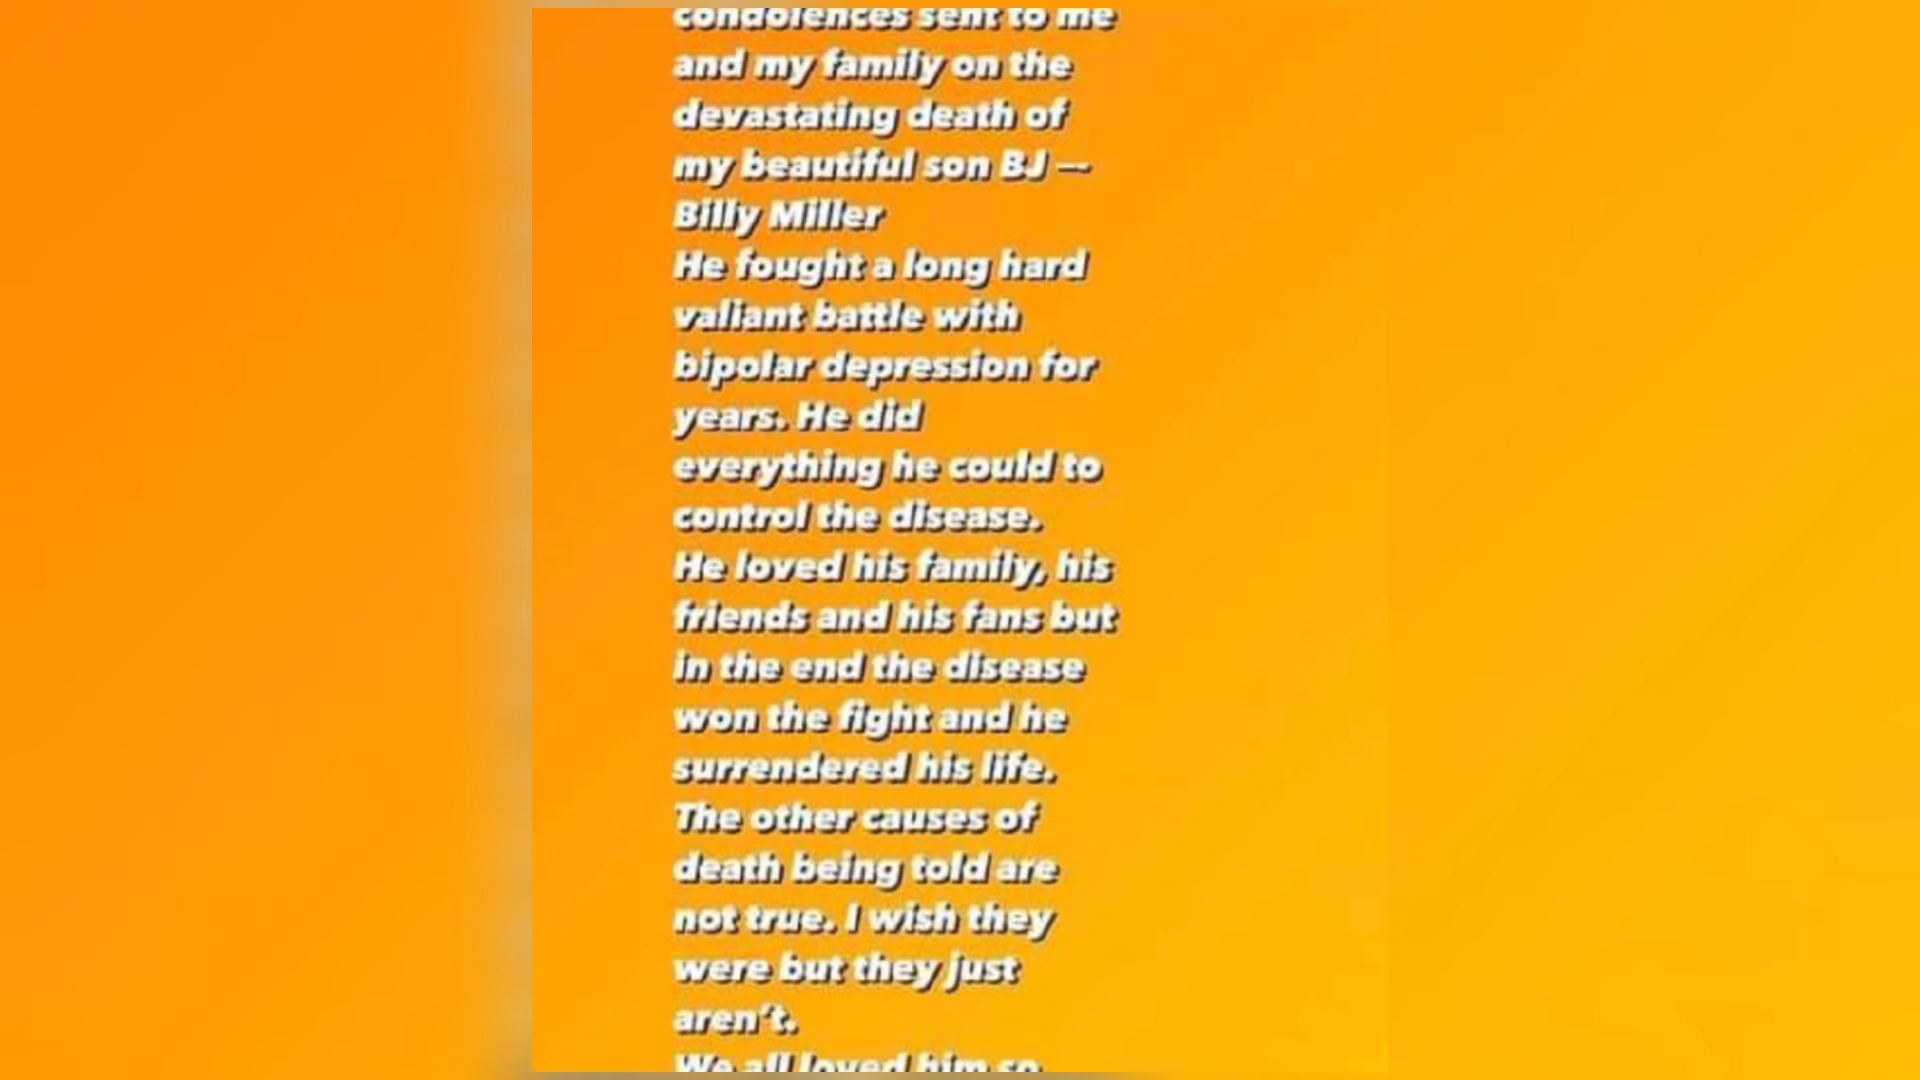 condolences sent to me
and my family on the
devastating death of
my beautiful son BJ —
Billy Miller
He fought a long hard
valiant battle with
bipolar depression for
years. He did
everything he could to
control the disease.
He loved his family, his
friends and his fans but
in the end the disease
won the fight and he
surrendered his life.
The other causes of
death being told are
not true. I wish they
were but they just
aren't.
We all loved him so